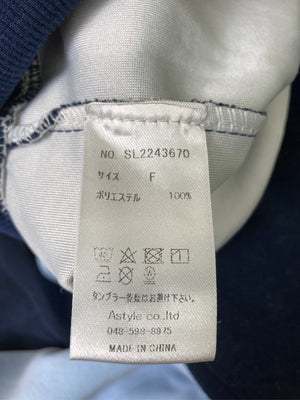 NO. SL2243670
サイズ F
ポリエステル 100%
タンブラー乾燥はお避け下さい
Astyle co.,ltd
048-598-8975
MADE IN CHINA